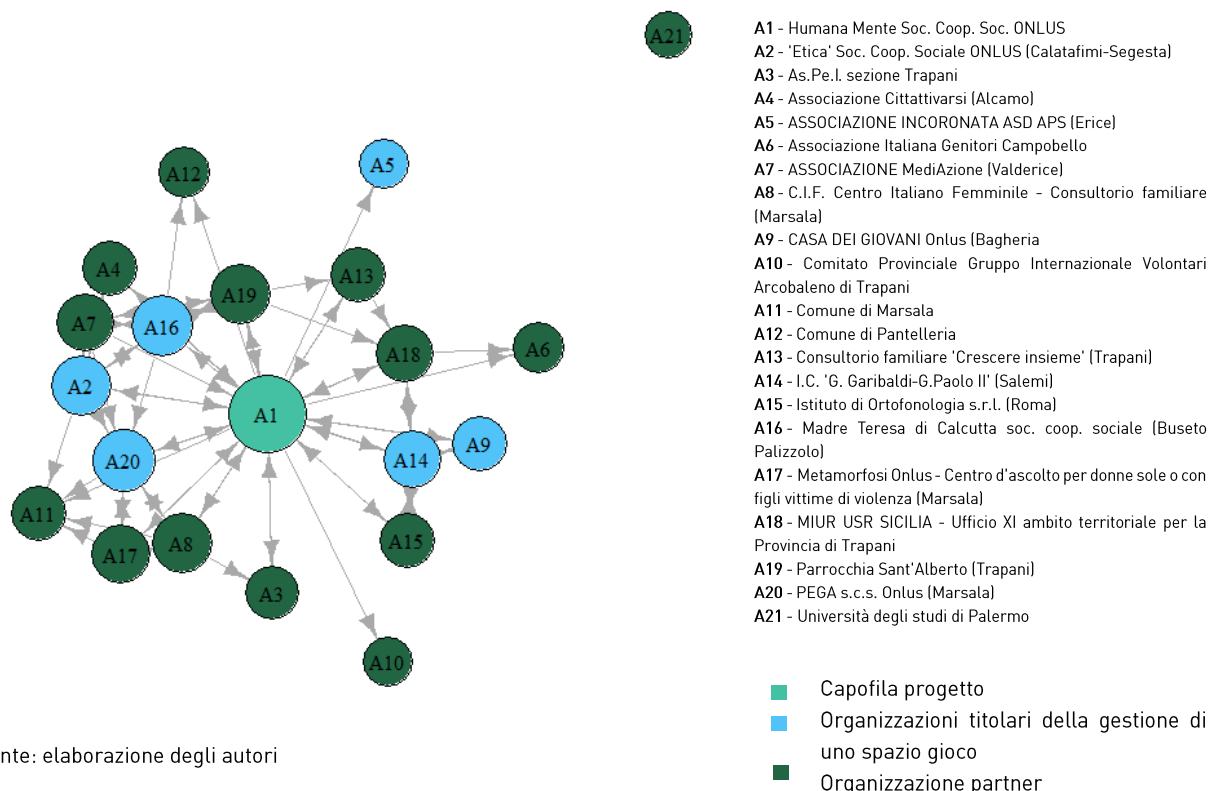 A21
A12
A5
A4
A19
A13
A7
A16
A18
A6
A2
A1
A20
A14
A9
A11
A17
A8
A15
A3
A10
nte: elaborazione degli autori
A1 - Humana Mente Soc. Coop. Soc. ONLUS
A2 - 'Etica' Soc. Coop. Sociale ONLUS (Calatafimi-Segesta)
A3 - As.Pe.I. sezione Trapani
A4 - Associazione Cittattivarsi (Alcamo)
A5 - ASSOCIAZIONE INCORONATA ASD APS (Erice)
A6 - Associazione Italiana Genitori Campobello
A7 - ASSOCIAZIONE MediAzione (Valderice)
A8 - C.I.F. Centro Italiano Femminile - Consultorio familiare
(Marsala)
A9 - CASA DEI GIOVANI Onlus (Bagheria
A10 - Comitato Provinciale Gruppo Internazionale Volontari
Arcobaleno di Trapani
A11 - Comune di Marsala
A12 - Comune di Pantelleria
A13 - Consultorio familiare 'Crescere insieme' (Trapani)
A14 - I.C. 'G. Garibaldi-G.Paolo II' (Salemi)
A15 - Istituto di Ortofonologia s.r.l. (Roma)
A16 - Madre Teresa di Calcutta soc. coop. sociale (Buseto
Palizzolo)
A17 - Metamorfosi Onlus - Centro d'ascolto per donne sole o con
figli vittime di violenza (Marsala)
A18 - MIUR USR SICILIA - Ufficio XI ambito territoriale per la
Provincia di Trapani
A19 - Parrocchia Sant'Alberto (Trapani)
A20 - PEGA s.c.s. Onlus (Marsala)
A21 - Università degli studi di Palermo
Capofila progetto
Organizzazioni titolari della gestione di
uno spazio gioco
Organizzazione partner